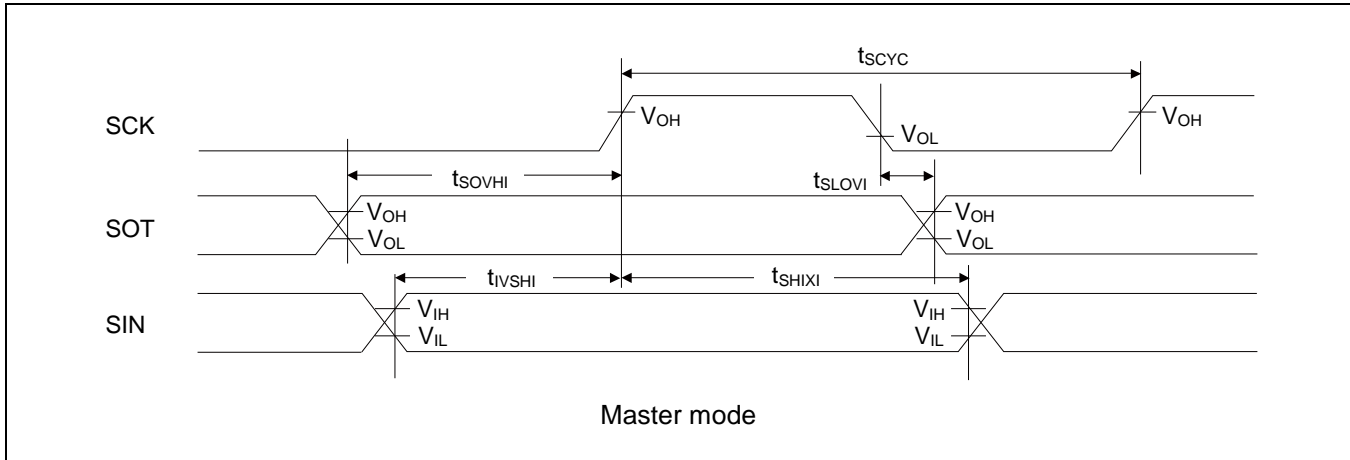 tSCYC
SCK
VOH
VOL
VOH
tSOVHI
tSLOVI
SOT
VOH
VOL
VOH
VOL
tIVSHI
tSHIXI
SIN
VIH
VIL
VIH
VIL
Master mode